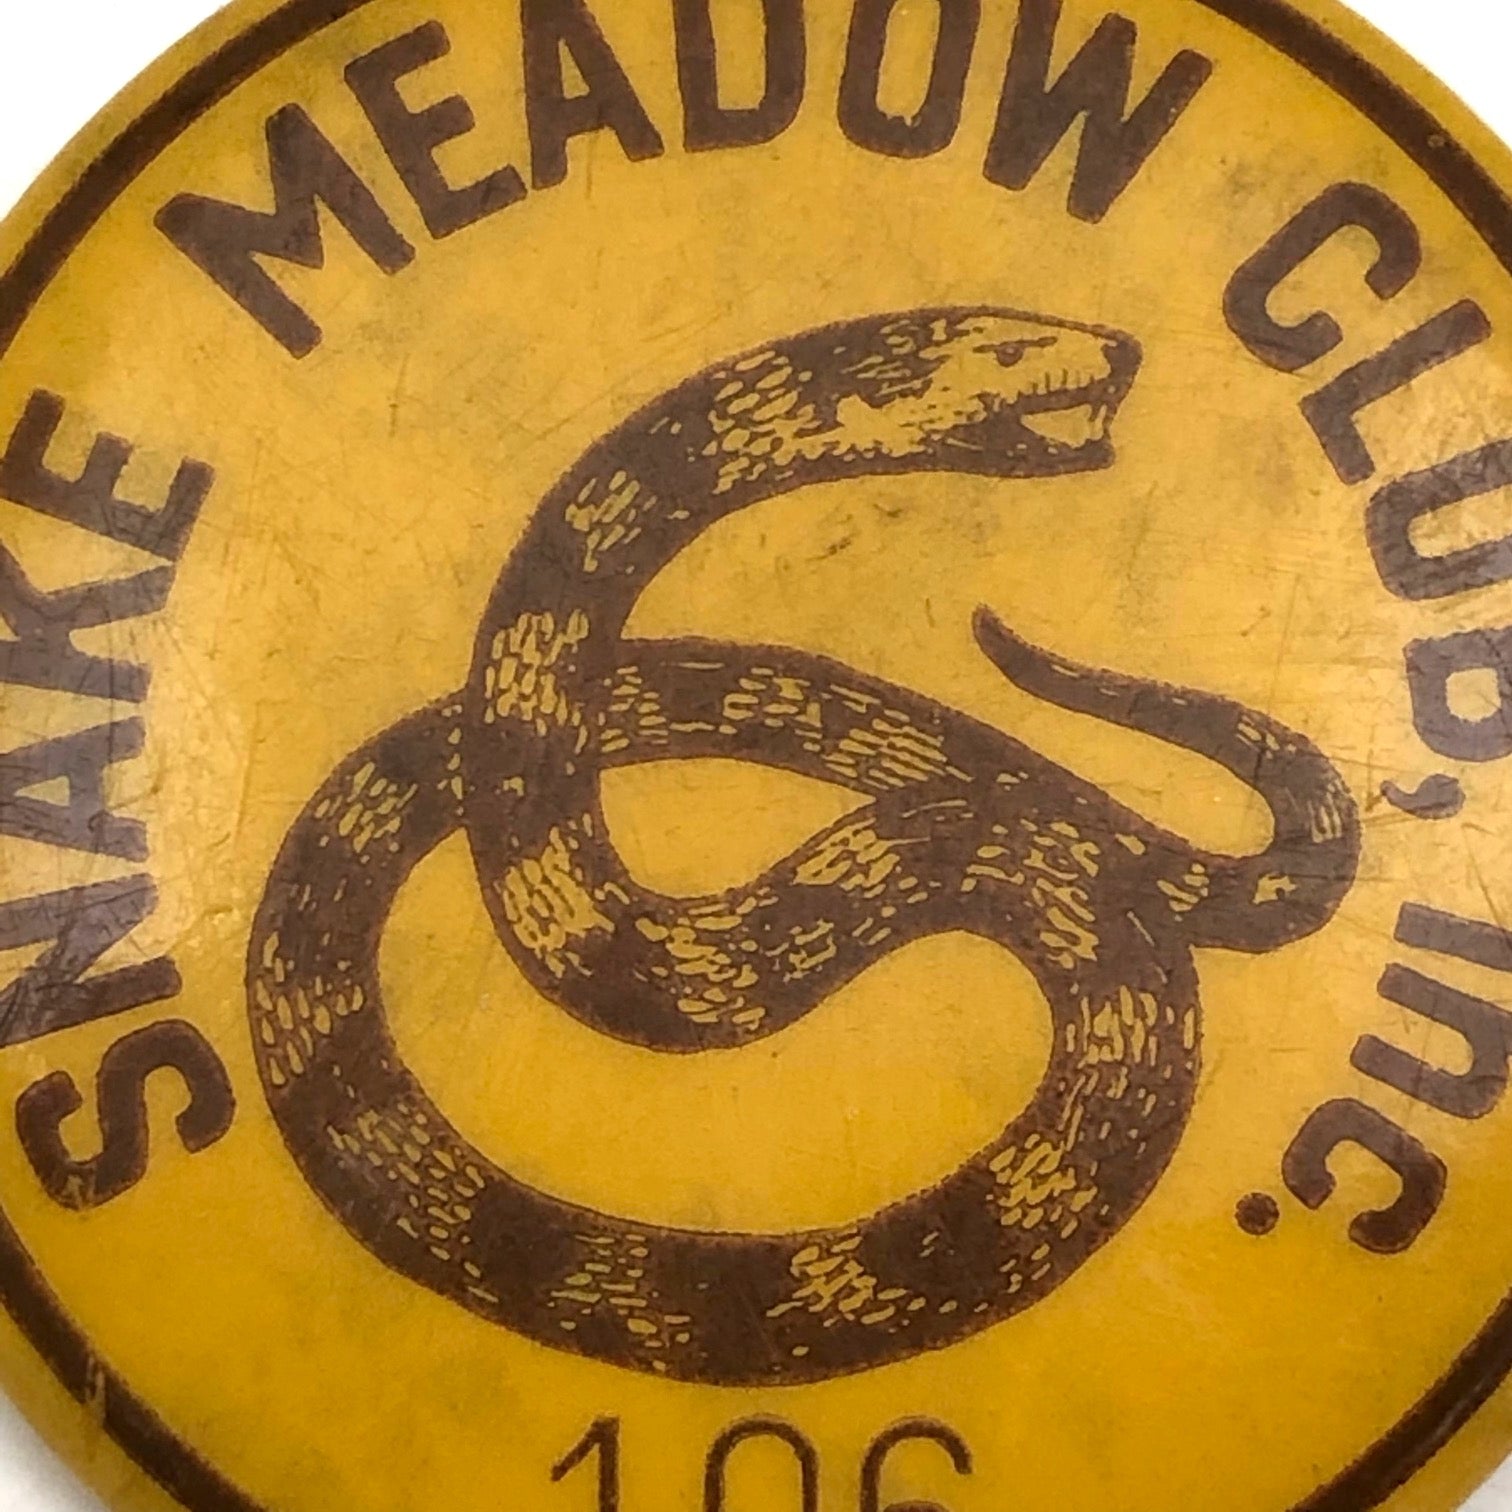 SNAKE MEADOW CLUB, Inc.
106